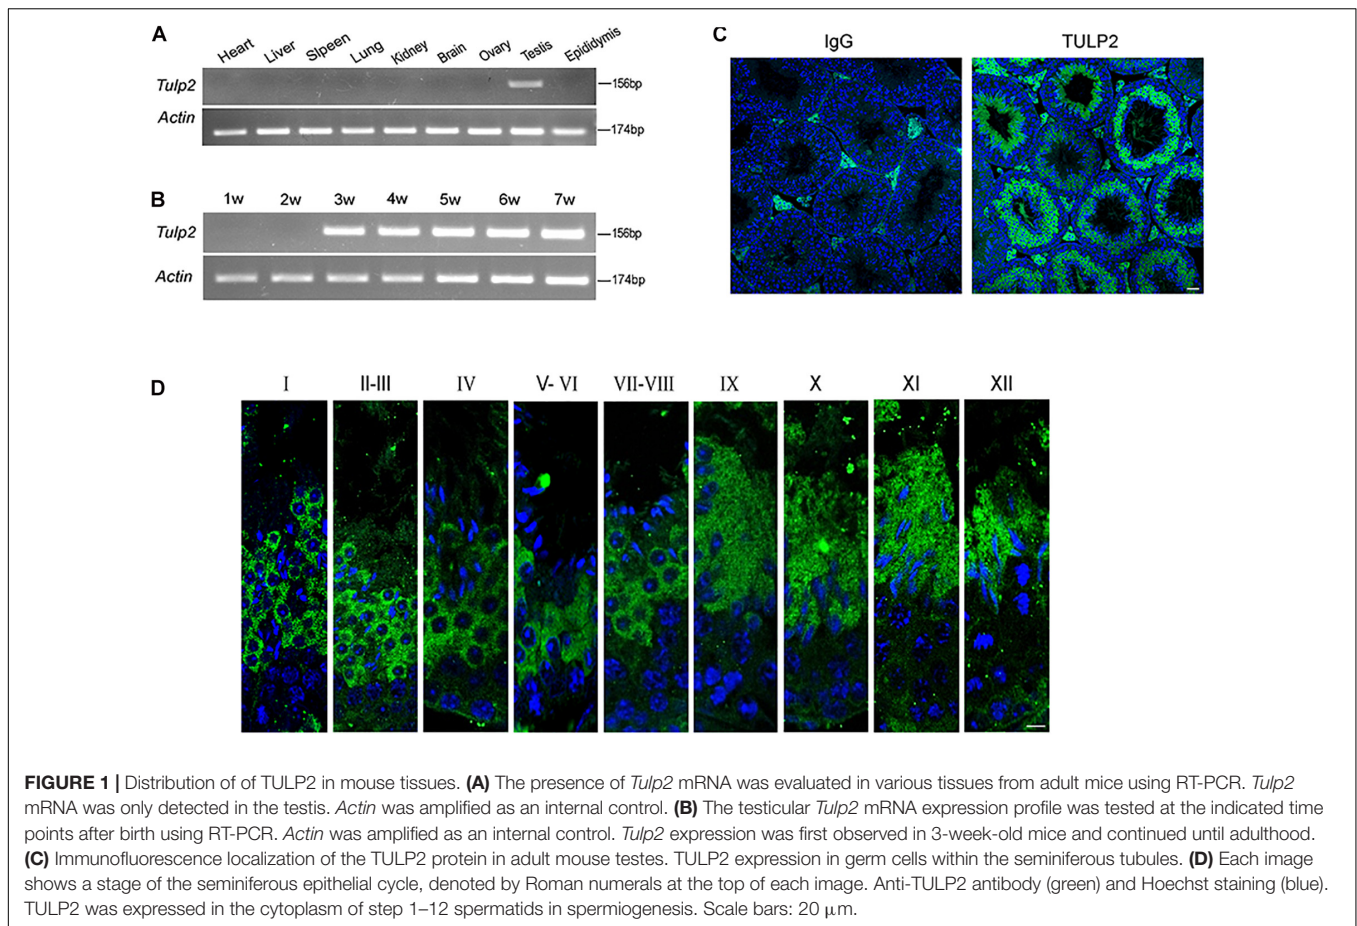 A
Heart Liver Slpeen Lung Kidney Brain Ovary Testis Epididymis
Tulp2
156bp
Actin
174bp
B
1w 2w 3w 4w 5w 6w 7w
Tulp2
156bp
Actin
174bp
C
IgG TULP2
D
I II-III IV V- VI VII-VIII IX X XI XII
FIGURE 1 | Distribution of of TULP2 in mouse tissues. (A) The presence of Tulp2 mRNA was evaluated in various tissues from adult mice using RT-PCR. Tulp2
mRNA was only detected in the testis. Actin was amplified as an internal control. (B) The testicular Tulp2 mRNA expression profile was tested at the indicated time
points after birth using RT-PCR. Actin was amplified as an internal control. Tulp2 expression was first observed in 3-week-old mice and continued until adulthood.
(C) Immunofluorescence localization of the TULP2 protein in adult mouse testes. TULP2 expression in germ cells within the seminiferous tubules. (D) Each image
shows a stage of the seminiferous epithelial cycle, denoted by Roman numerals at the top of each image. Anti-TULP2 antibody (green) and Hoechst staining (blue).
TULP2 was expressed in the cytoplasm of step 1–12 spermatids in spermiogenesis. Scale bars: 20 μm.